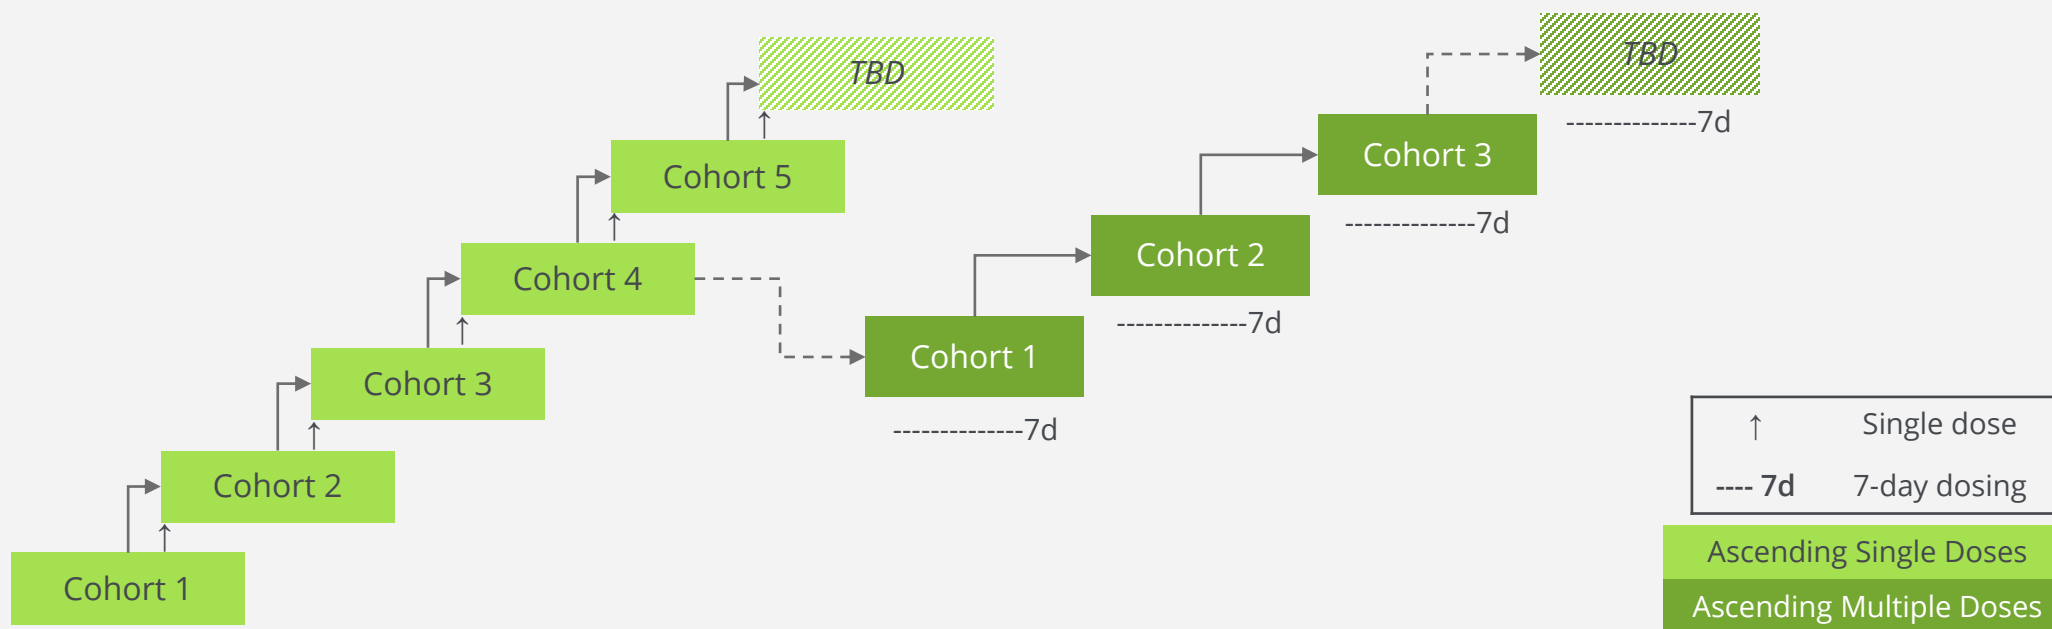 TBD
TBD
--------------7d
Cohort 3
Cohort 5
--------------7d
Cohort 2
Cohort 4
--------------7d
Cohort 1
Cohort 3
--------------7d
Cohort 2
Cohort 1
↑ Single dose
---- 7d 7-day dosing
Ascending Single Doses
Ascending Multiple Doses